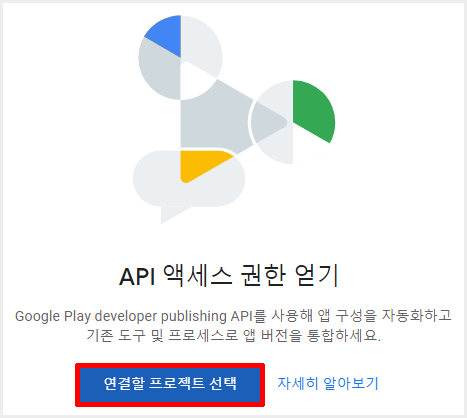 API 액세스 권한 얻기
Google Play developer publishing API를 사용해 앱 구성을 자동화하고
기존 도구 및 프로세스로 앱 버전을 통합하세요.
연결할 프로젝트 선택
자세히 알아보기